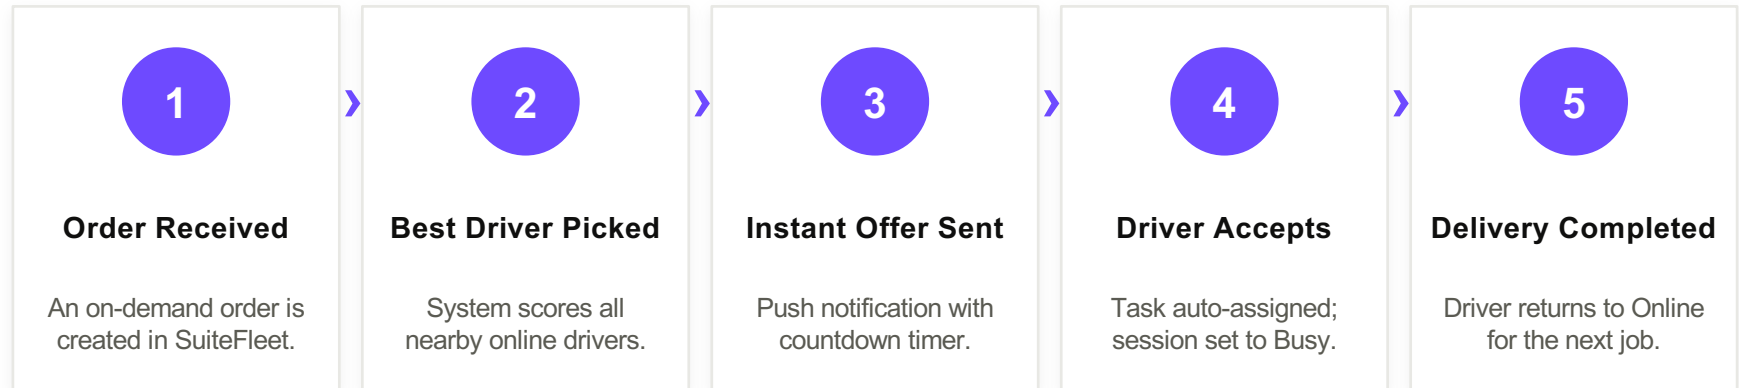 1
Order Received
An on-demand order is
created in SuiteFleet.
2
Best Driver Picked
System scores all
nearby online drivers.
3
Instant Offer Sent
Push notification with
countdown timer.
4
Driver Accepts
Task auto-assigned;
session set to Busy.
5
Delivery Completed
Driver returns to Online
for the next job.